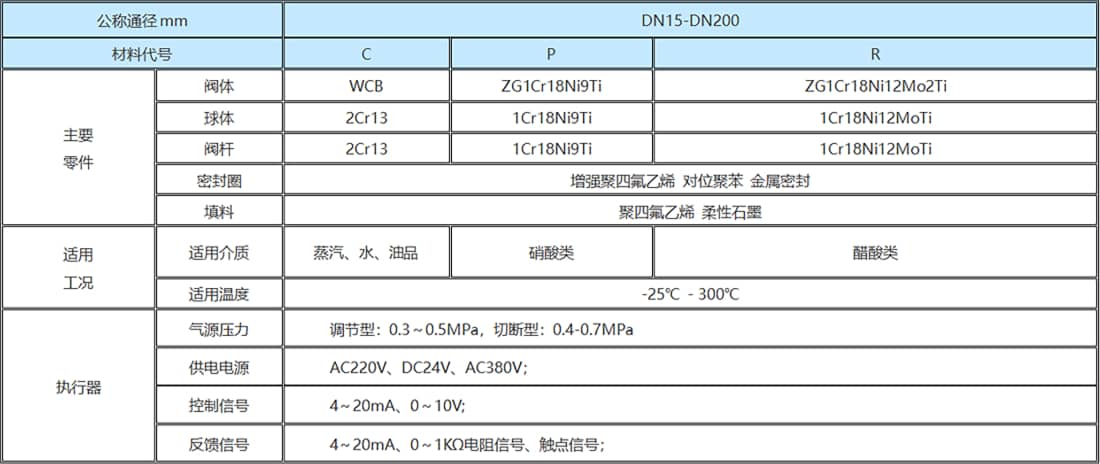 公称通径 mm DN15-DN200
材料代号 C P R
主要
零件
阀体 WCB ZG1Cr18Ni9Ti ZG1Cr18Ni12Mo2Ti
球体 2Cr13 1Cr18Ni9Ti 1Cr18Ni12MoTi
阀杆 2Cr13 1Cr18Ni9Ti 1Cr18Ni12MoTi
密封圈 增强聚四氟乙烯 对位聚苯 金属密封
填料 聚四氟乙烯 柔性石墨
适用
工况
适用介质 蒸汽、水、油品 硝酸类 醋酸类
适用温度 -25℃ - 300℃
执行器
气源压力 调节型：0.3～0.5MPa，切断型：0.4-0.7MPa
供电电源 AC220V、DC24V、AC380V；
控制信号 4～20mA、0～10V；
反馈信号 4～20mA、0～1KΩ电阻信号、触点信号；